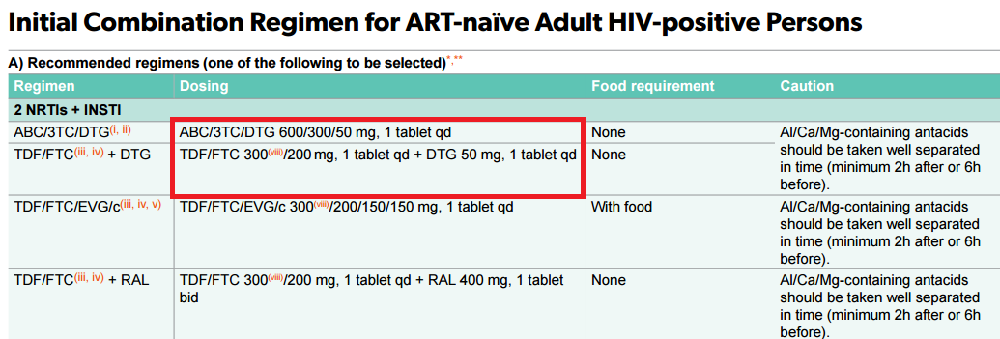 Initial Combination Regimen for ART-naïve Adult HIV-positive Persons
A) Recommended regimens (one of the following to be selected)*,**
Regimen Dosing Food requirement Caution
2 NRTIs + INSTI
ABC/3TC/DTG(i, ii) ABC/3TC/DTG 600/300/50 mg, 1 tablet qd None Al/Ca/Mg-containing antacids
should be taken well separated
in time (minimum 2h after or 6h
before).
TDF/FTC(iii, iv) + DTG TDF/FTC 300(viii)/200 mg, 1 tablet qd + DTG 50 mg, 1 tablet qd None
TDF/FTC/EVG/c(iii, iv, v) TDF/FTC/EVG/c 300(viii)/200/150/150 mg, 1 tablet qd With food Al/Ca/Mg-containing antacids
should be taken well separated
in time (minimum 2h after or 6h
before).
TDF/FTC(iii, iv) + RAL TDF/FTC 300(viii)/200 mg, 1 tablet qd + RAL 400 mg, 1 tablet
bid
None Al/Ca/Mg-containing antacids
should be taken well separated
in time (minimum 2h after or 6h
before).